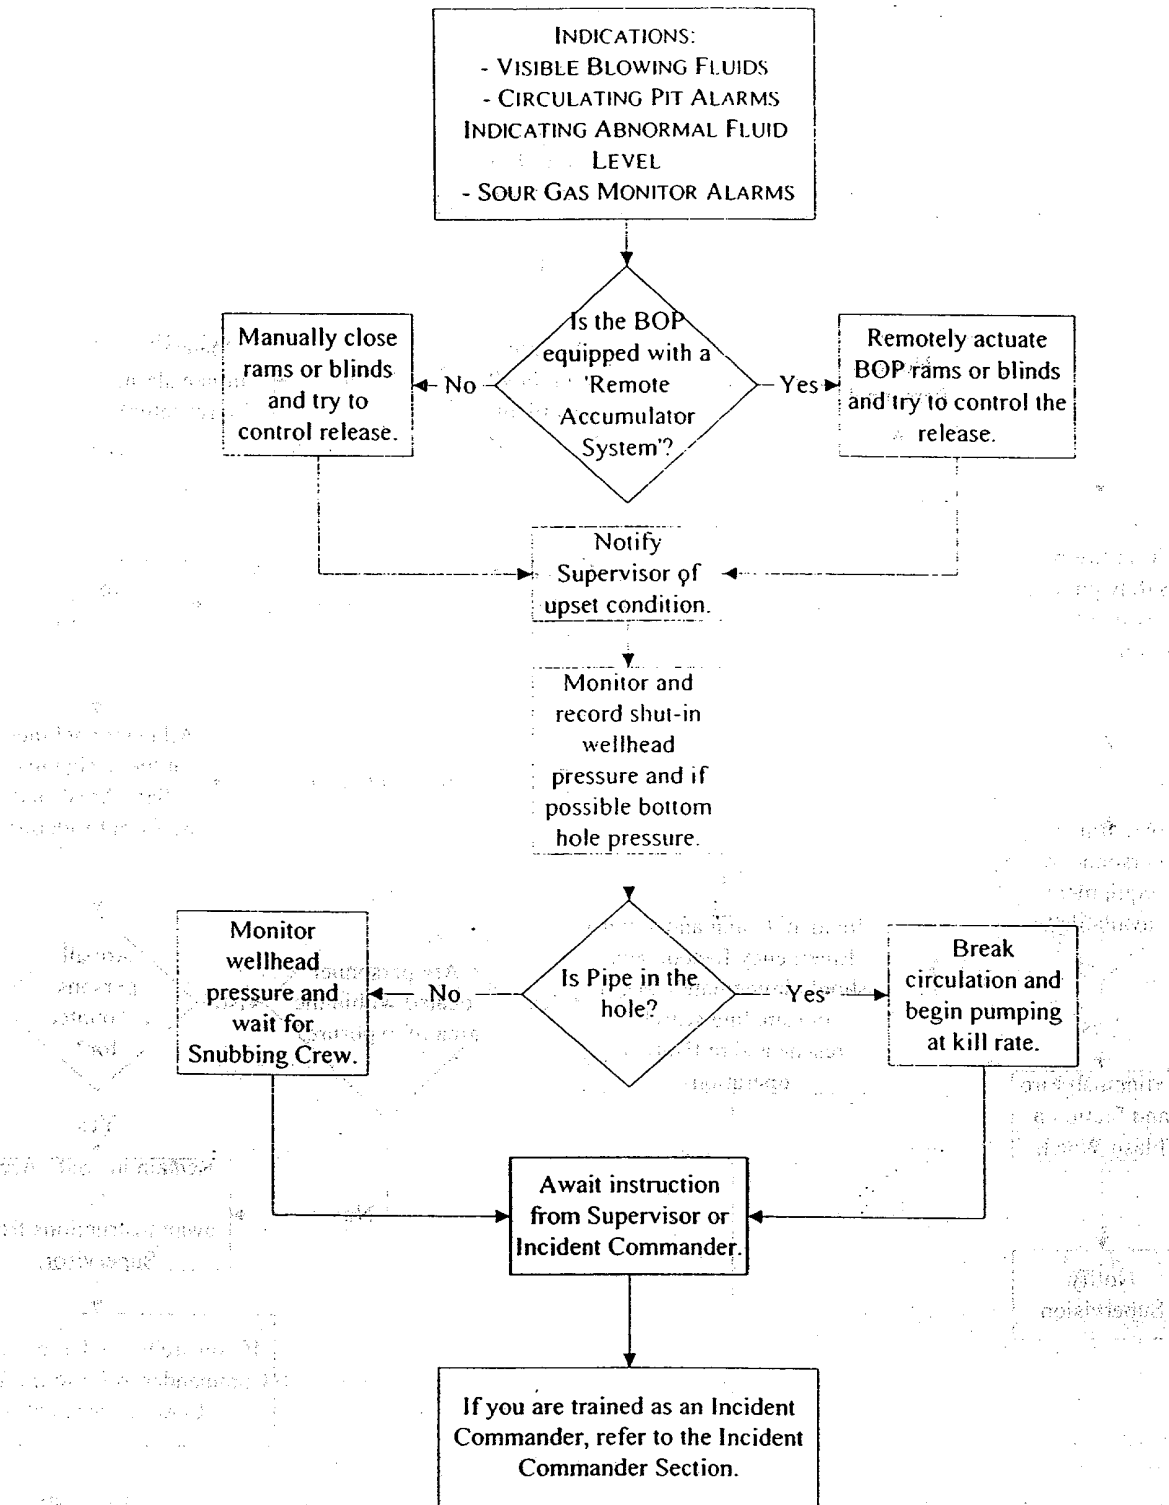 INDICATIONS:
- VISIBLE BLOWING FLUIDS
- CIRCULATING PIT ALARMS
INDICATING ABNORMAL FLUID
LEVEL
- SOUR GAS MONITOR ALARMS
Is the BOP
equipped with a
'Remote
Accumulator
System'?
No
Yes
Manually close
rams or blinds
and try to
control release.
Remotely actuate
BOP rams or blinds
and try to control the
release.
Notify
Supervisor of
upset condition.
Monitor and
record shut-in
wellhead
pressure and if
possible bottom
hole pressure.
Is Pipe in the
hole?
No
Yes
Monitor
wellhead
pressure and
wait for
Snubbing Crew.
Break
circulation and
begin pumping
at kill rate.
Await instruction
from Supervisor or
Incident Commander.
If you are trained as an Incident
Commander, refer to the Incident
Commander Section.